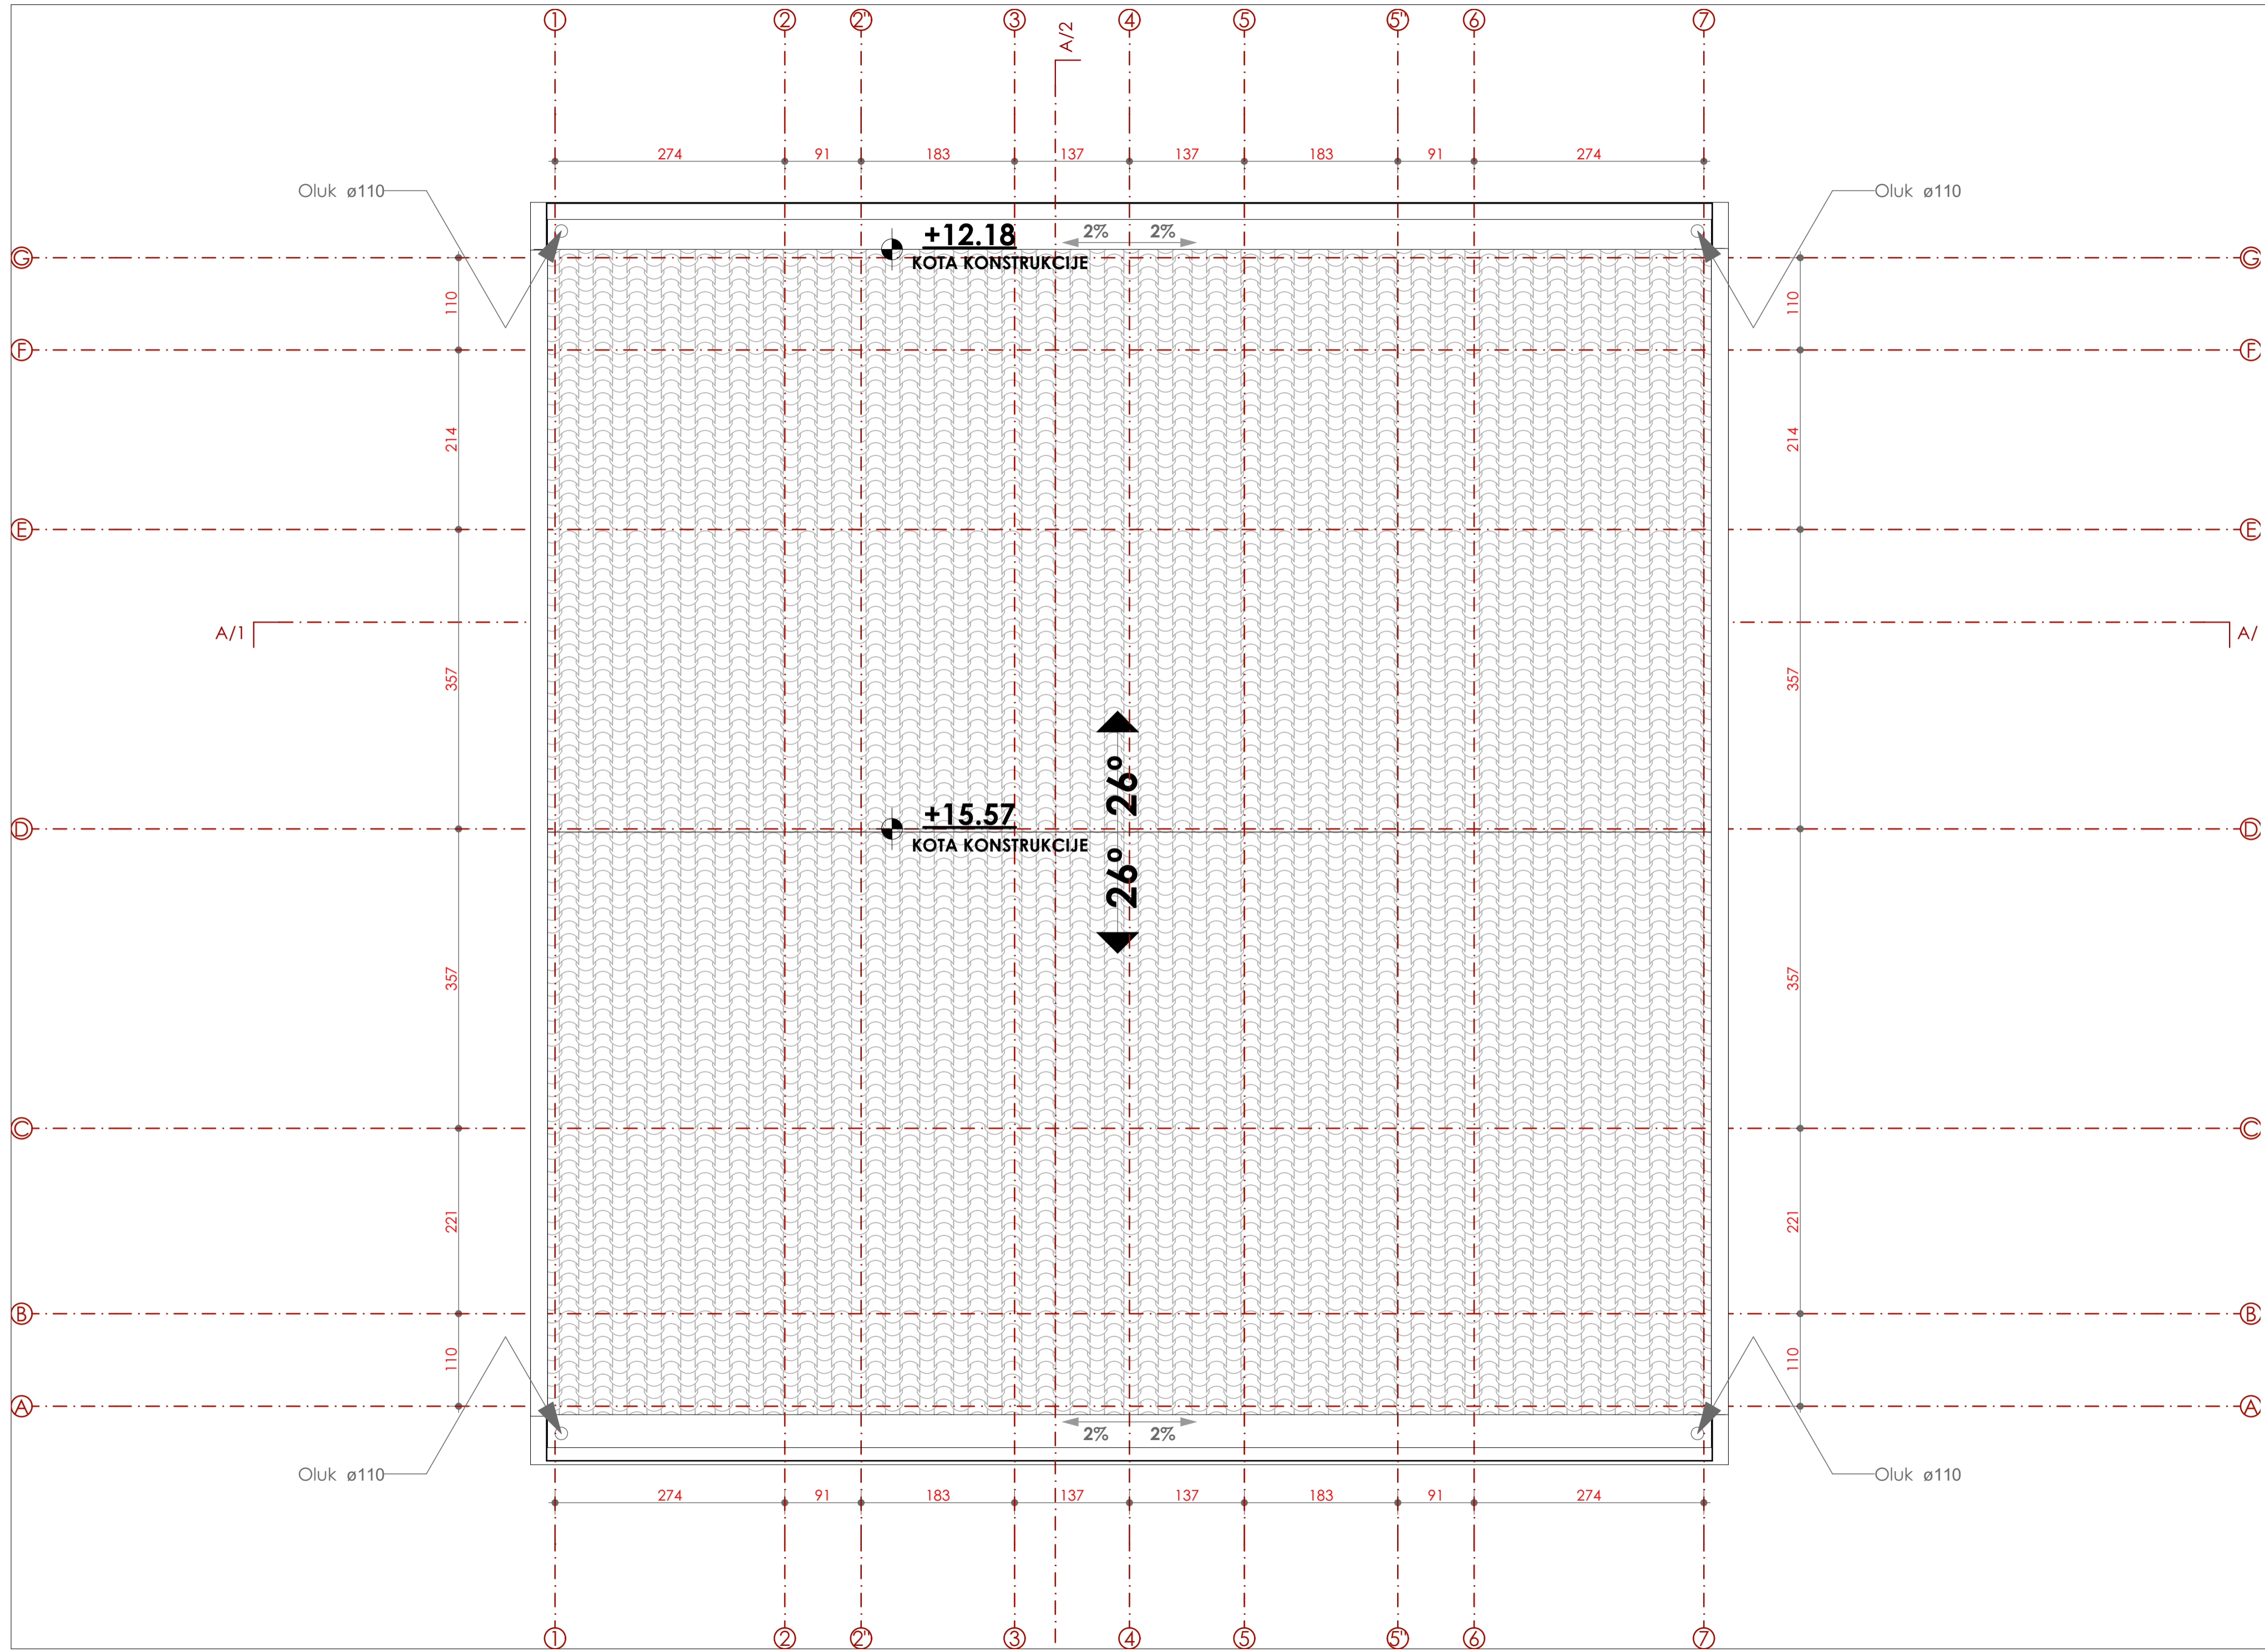 1 2 2" 3 A/2 4 5 5" 6 7
274 91 183 137 137 183 91 274
Oluk ø110 Oluk ø110
+12.18 2% 2%
G KOTA KONSTRUKCIJE G
110 110
F F
214 214
E E
A/1 A/
357 357
26°
+15.57
D D
KOTA KONSTRUKCIJE
26°
357 357
C C
221 221
B B
110 110
A A
2% 2%
Oluk ø110 Oluk ø110
274 91 183 137 137 183 91 274
1 2 2" 3 4 5 5" 6 7